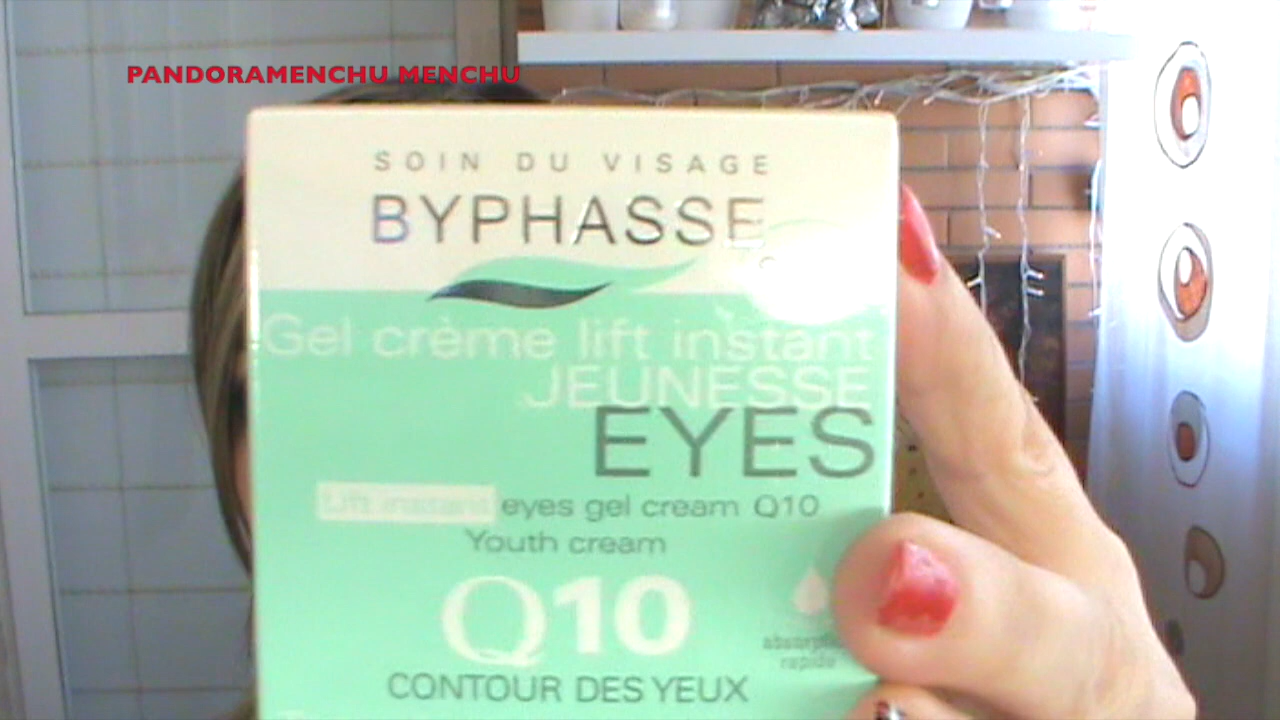 PANDORAMENCHU MENCHU
SOIN DU VISAGE
BYPHASSE
Gel crème lift instant
JEUNESSE
EYES
Lift instant eyes gel cream Q10
Youth cream
Q10
rapide
CONTOUR DES YEUX